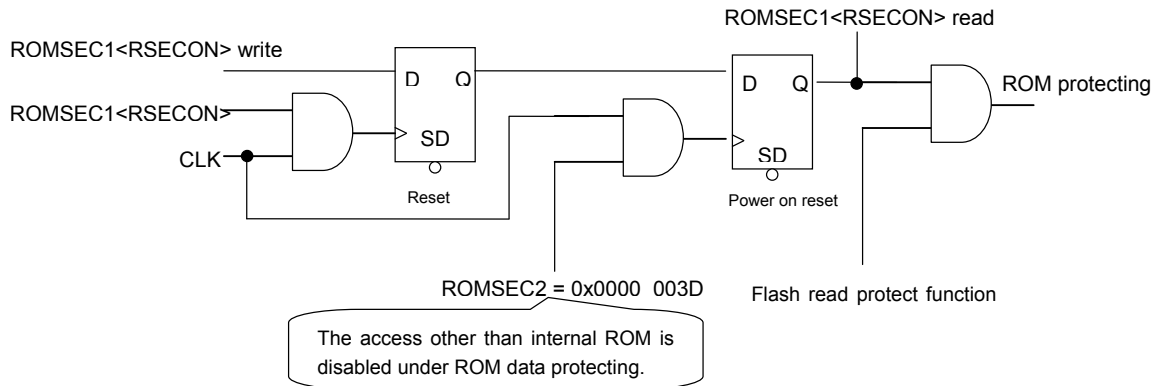 ROMSEC1<RSECON> read
ROMSEC1<RSECON> write
D Q
D Q
ROM protecting
ROMSEC1<RSECON>
SD
CLK
SD
Reset
Power on reset
ROMSEC2 = 0x0000 003D
Flash read protect function
The access other than internal ROM is
disabled under ROM data protecting.